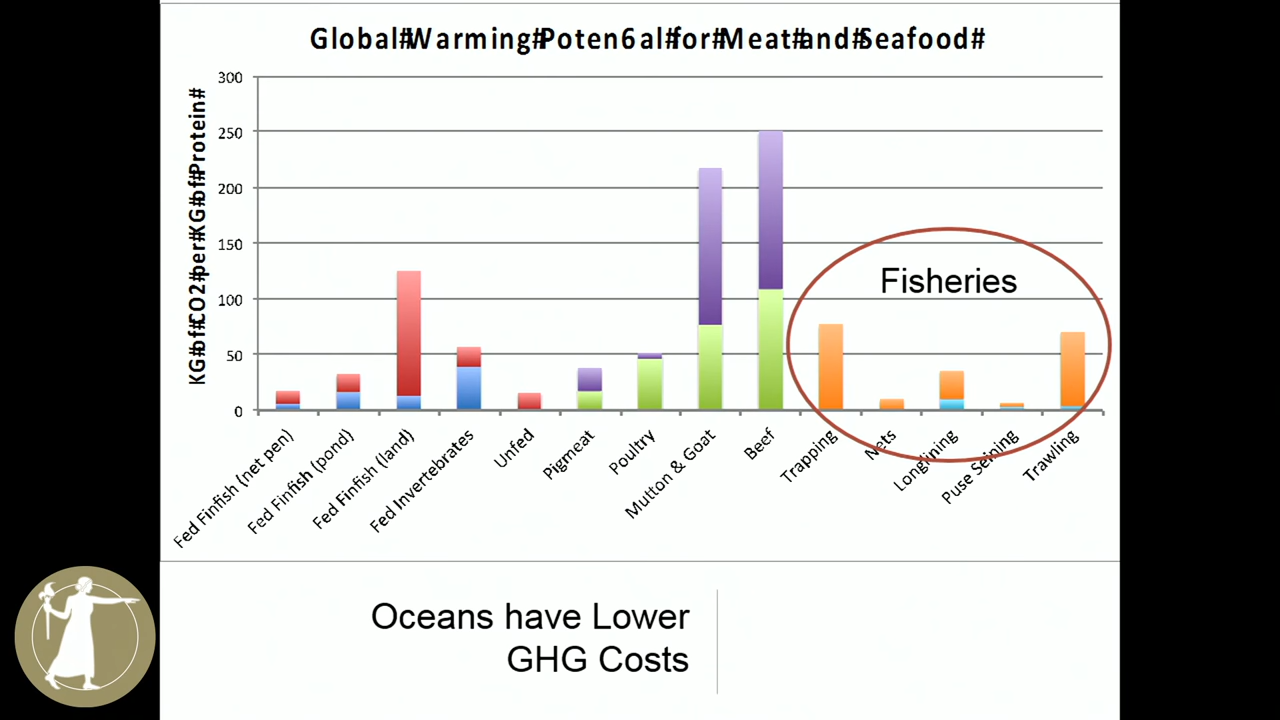 Global#Warming#Poten6al#for#Meat#and#Seafood#
KG#of#CO2#per#KG#of#Protein#
300
250
200
150
100
50
0
Fisheries
Fed Finfish (net pen)
Fed Finfish (pond)
Fed Finfish (land)
Fed Invertebrates
Unfed
Pigmeat
Poultry
Mutton & Goat
Beef
Trapping
Nets
Longlining
Puse Seining
Trawling
Oceans have Lower
GHG Costs